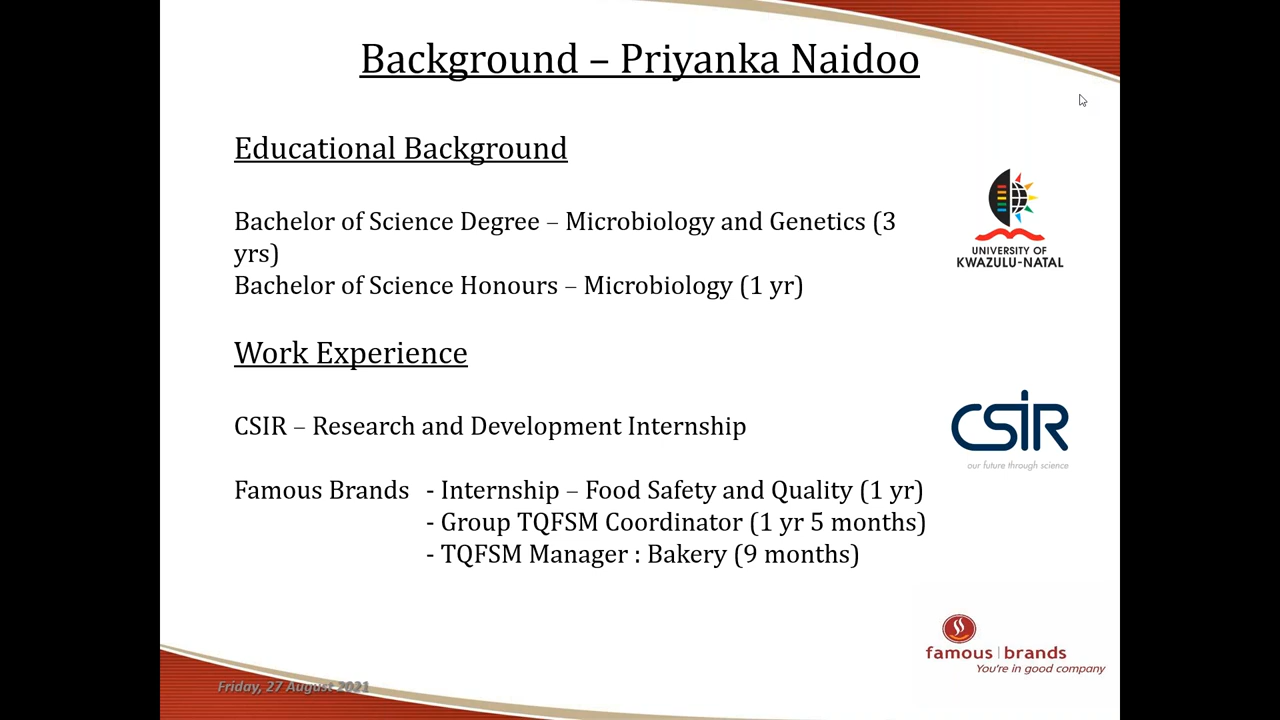 Background – Priyanka Naidoo
Educational Background
Bachelor of Science Degree – Microbiology and Genetics (3
yrs)
Bachelor of Science Honours – Microbiology (1 yr)
UNIVERSITY OF
KWAZULU-NATAL
Work Experience
CSIR – Research and Development Internship
CSIR
our future through science
Famous Brands - Internship – Food Safety and Quality (1 yr)
- Group TQFSM Coordinator (1 yr 5 months)
- TQFSM Manager : Bakery (9 months)
famous | brands
You're in good company
Friday, 27 August 2021